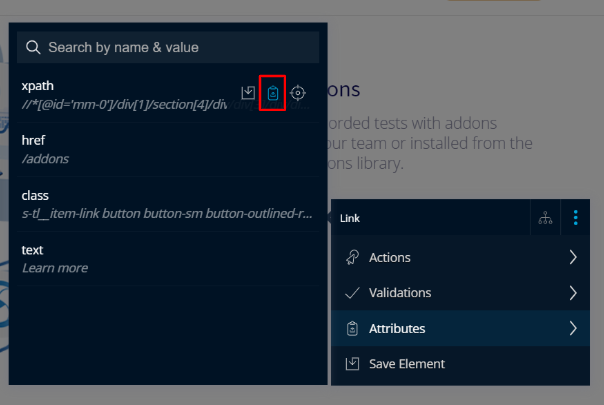 Search by name & value
xpath
//*[@id='mm-0']/div[1]/section[4]/div
href
/addons
class
s-tl__item-link button button-sm button-outlined-r...
text
Learn more
ons
orded tests with addons
our team or installed from the
ons library.
Link
Actions
Validations
Attributes
Save Element